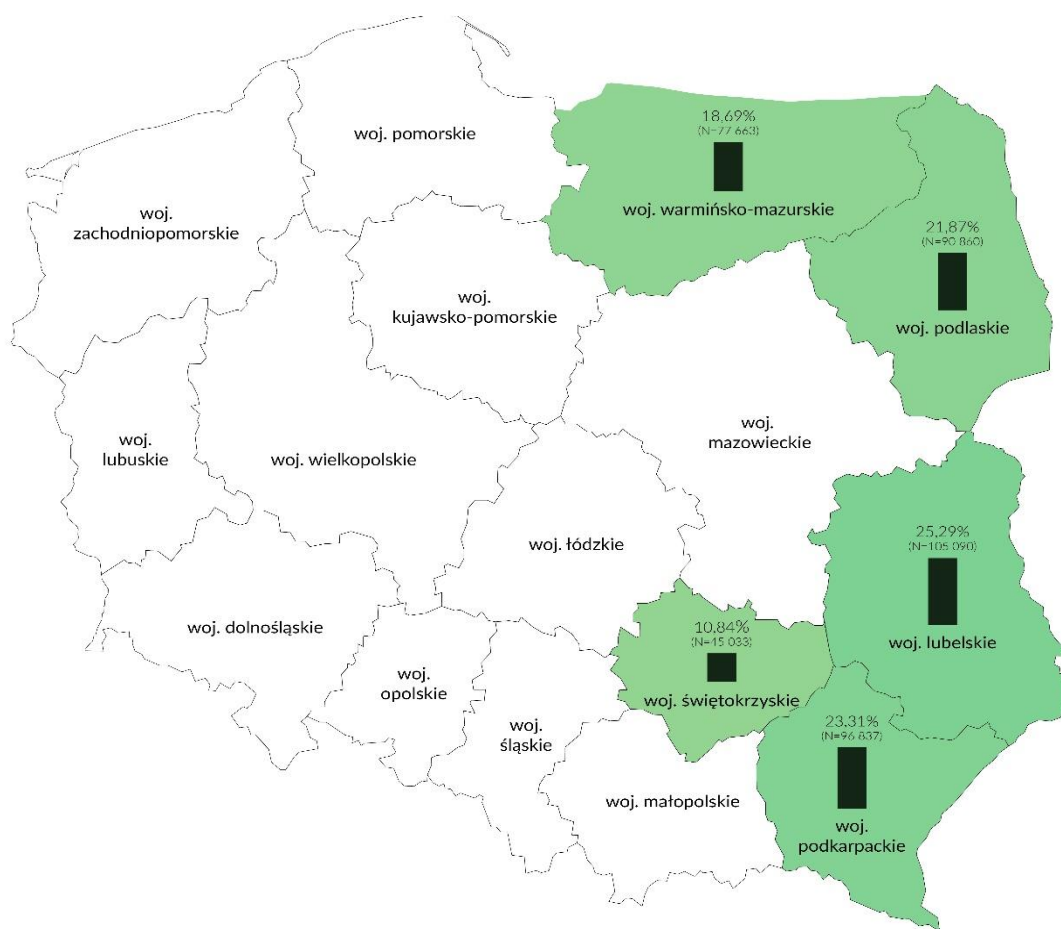 woj. pomorskie
18,69%
(N=77 663)
woj. warmińsko-mazurskie
woj.
zachodniopomorskie
21,87%
(N=90 860)
woj. podlaskie
woj.
kujawsko-pomorskie
woj.
mazowieckie
woj.
lubuskie
woj. wielkopolskie
woj. łódzkie
25,29%
(N=105 090)
woj. lubelskie
woj. dolnośląskie
10,84%
(N=45 033)
woj. świętokrzyskie
woj.
opolskie
woj.
śląskie
23,31%
(N=96 837)
woj.
podkarpackie
woj. małopolskie